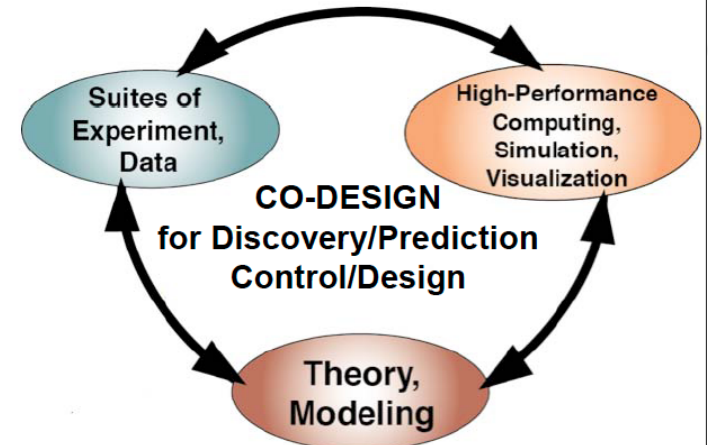 Suites of
Experiment,
Data
High-Performance
Computing,
Simulation,
Visualization
CO-DESIGN
for Discovery/Prediction
Control/Design
Theory,
Modeling